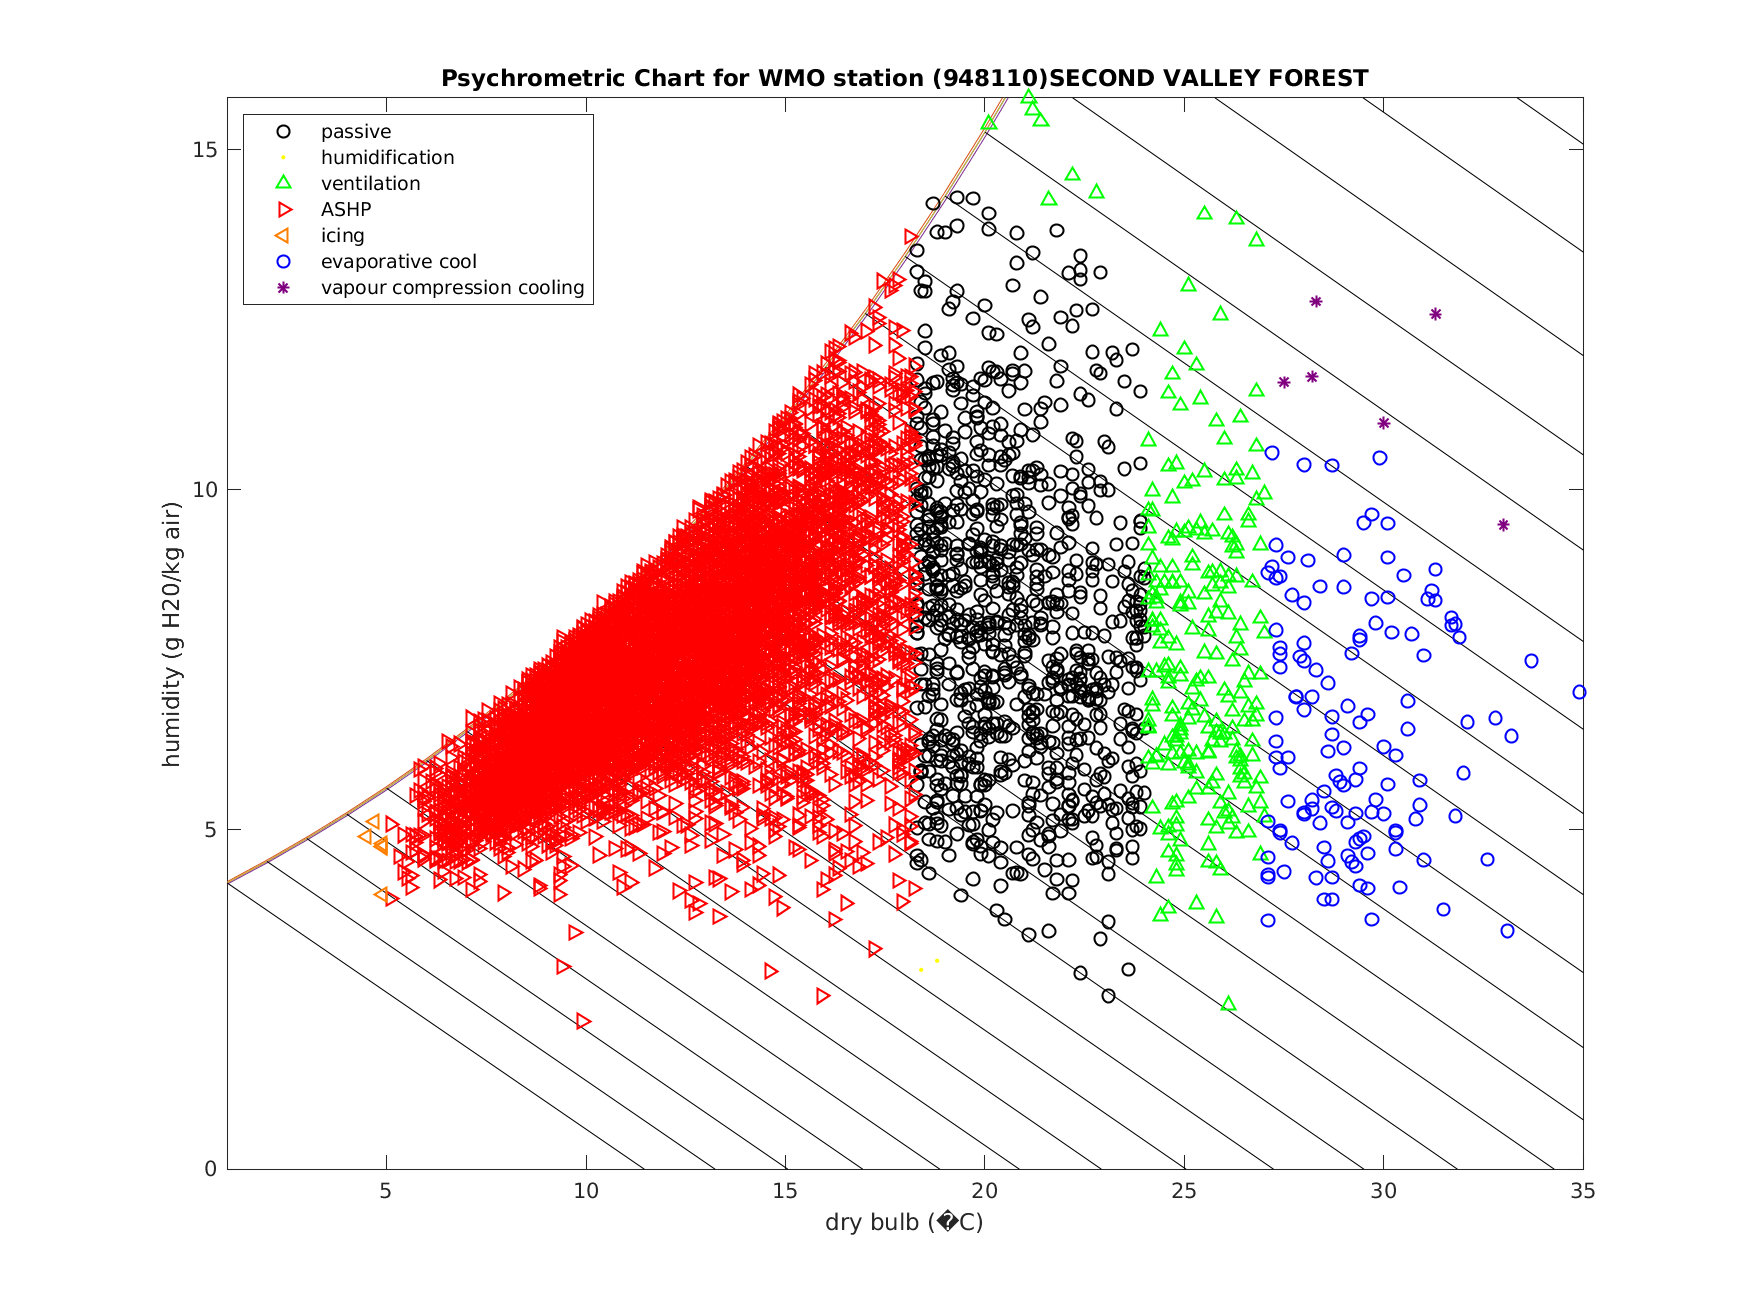 Psychrometric Chart for WMO station (948110)SECOND VALLEY FOREST
passive
humidification
ventilation
ASHP
icing
evaporative cool
vapour compression cooling
humidity (g H20/kg air)
15
10
5
0
5 10 15 20 25 30 35
dry bulb (�C)